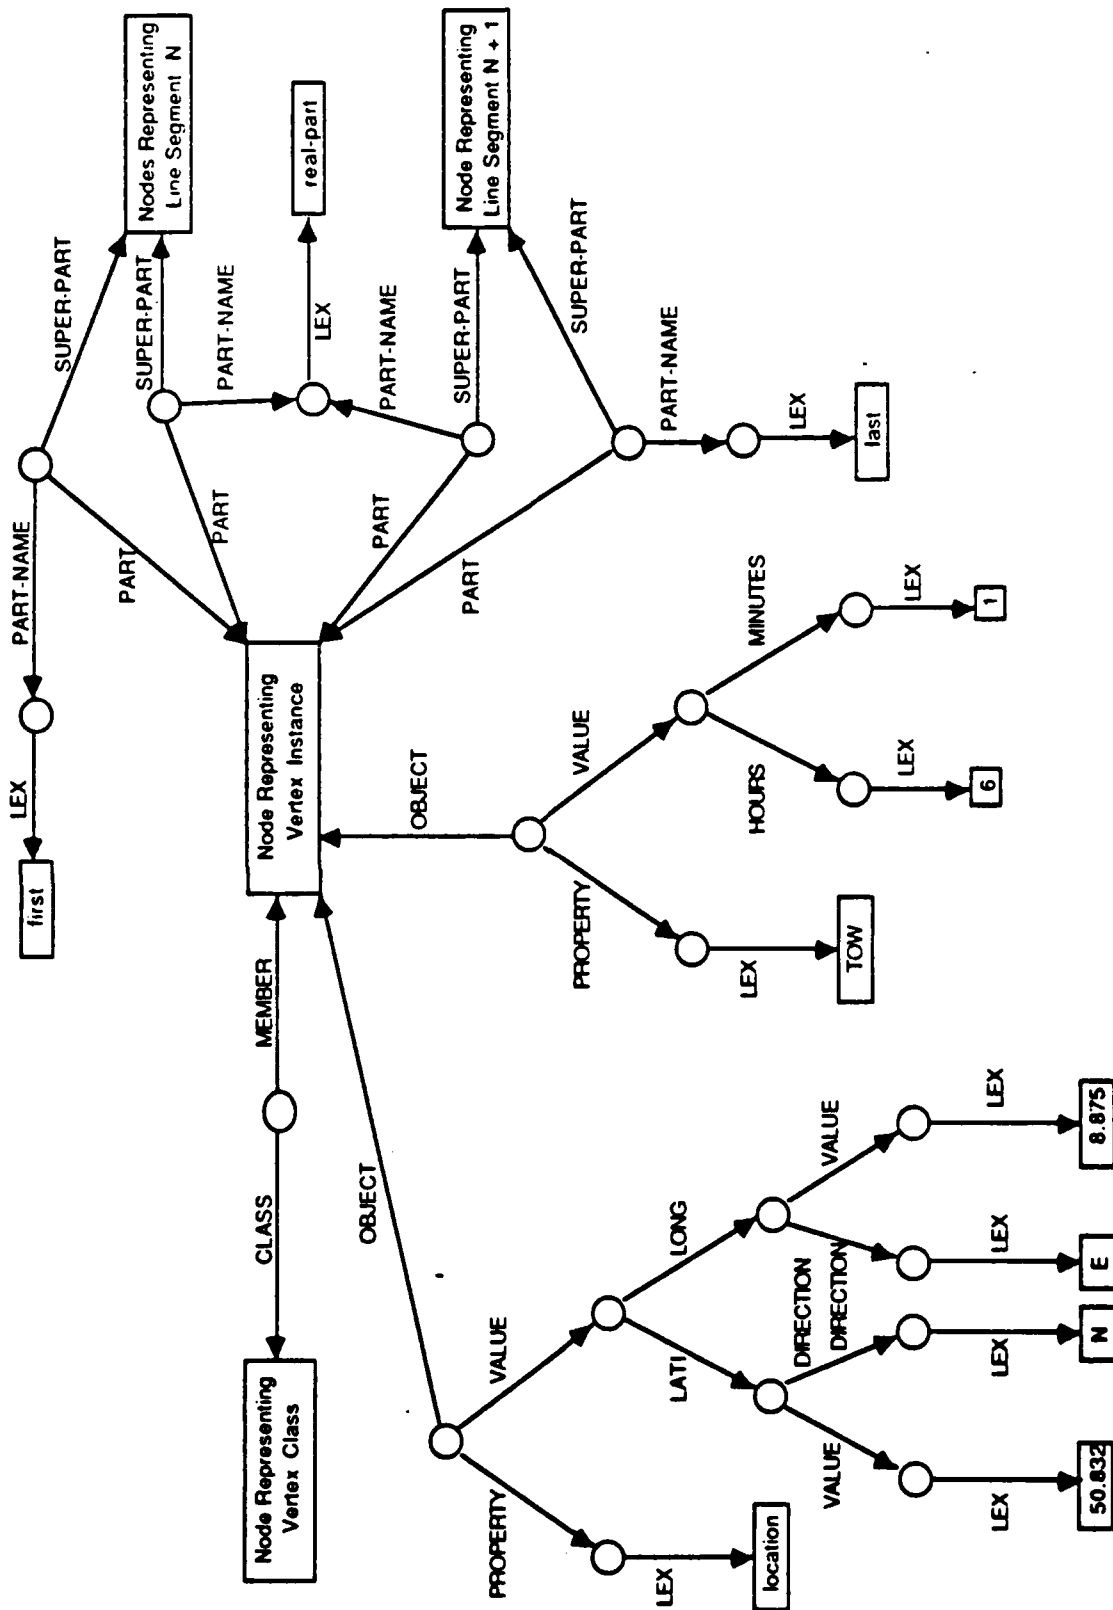 first
LEX
PART-NAME
SUPER-PART
Nodes Representing
Line Segment N
PART
SUPER-PART
PART
PART-NAME
LEX
real-part
PART-NAME
PART
SUPER-PART
Node Representing
Line Segment N + 1
SUPER-PART
PART
PART-NAME
LEX
last
Node Representing
Vertex Class
CLASS
MEMBER
Node Representing
Vertex Instance
OBJECT
OBJECT
PROPERTY
VALUE
LEX
TOW
HOURS
MINUTES
LEX
LEX
6
1
PROPERTY
VALUE
LEX
location
LATI
LONG
VALUE
DIRECTION
DIRECTION
VALUE
LEX
LEX
LEX
LEX
50.832
N
E
8.875